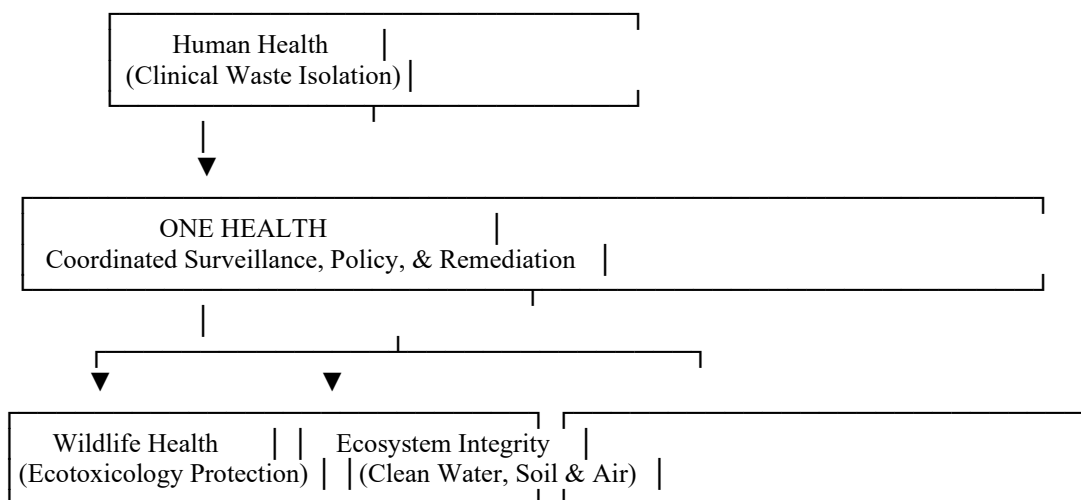 Human Health
(Clinical Waste Isolation)
ONE HEALTH
Coordinated Surveillance, Policy, & Remediation
Wildlife Health Ecosystem Integrity
(Ecotoxicology Protection) (Clean Water, Soil & Air)